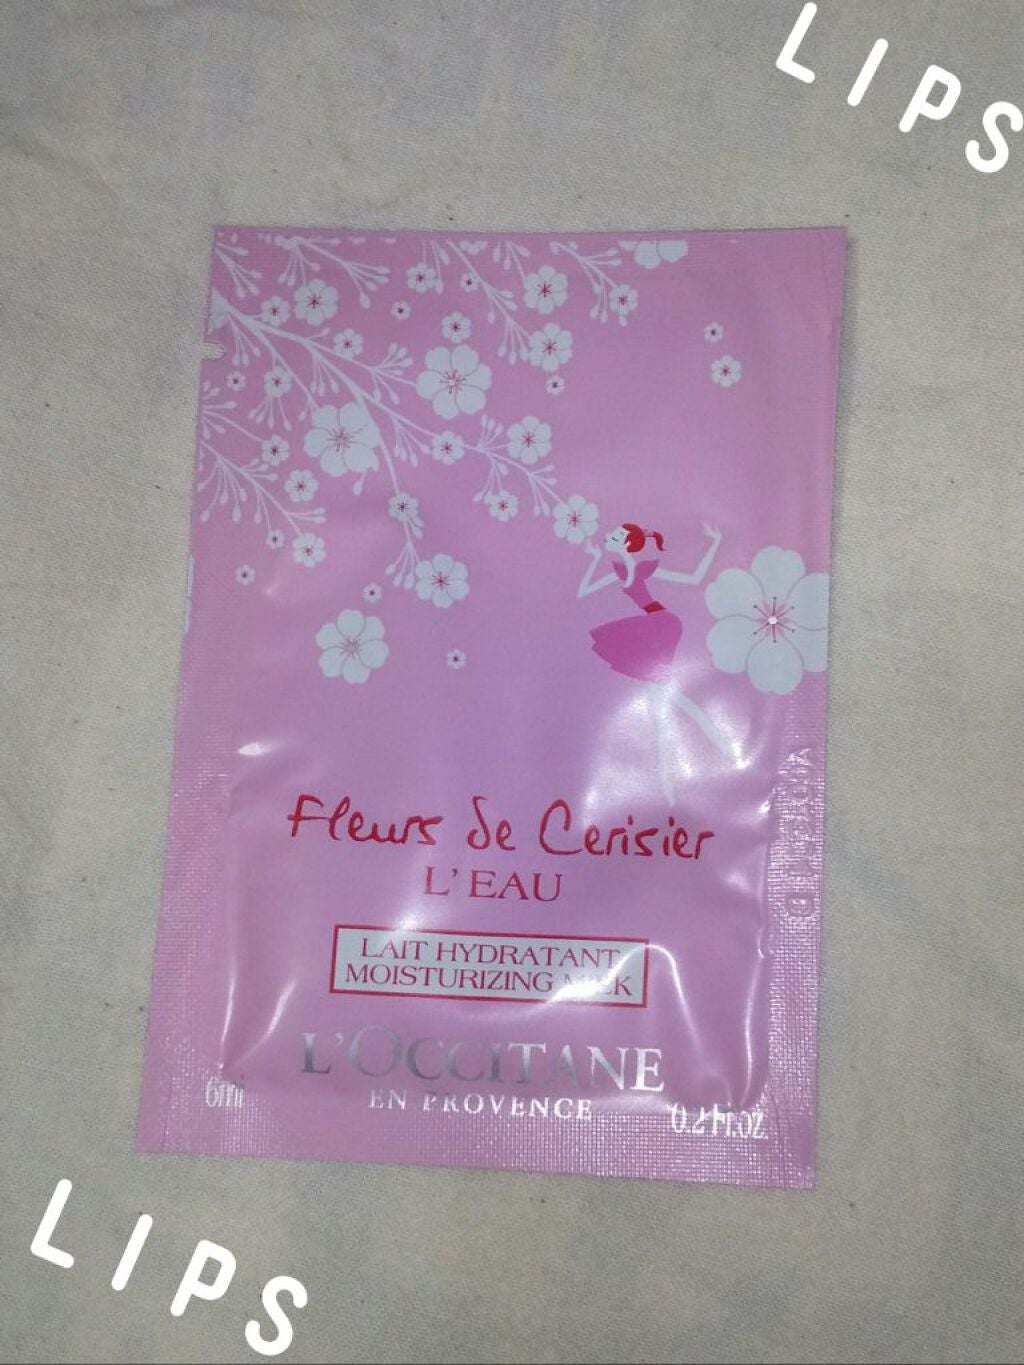 LIPS
Fleurs de Cerisier
L'EAU
LAIT HYDRATANT
MOISTURIZING MILK
L'OCCITANE
EN PROVENCE
6ml
0.2 Fl.oz.
LIPS